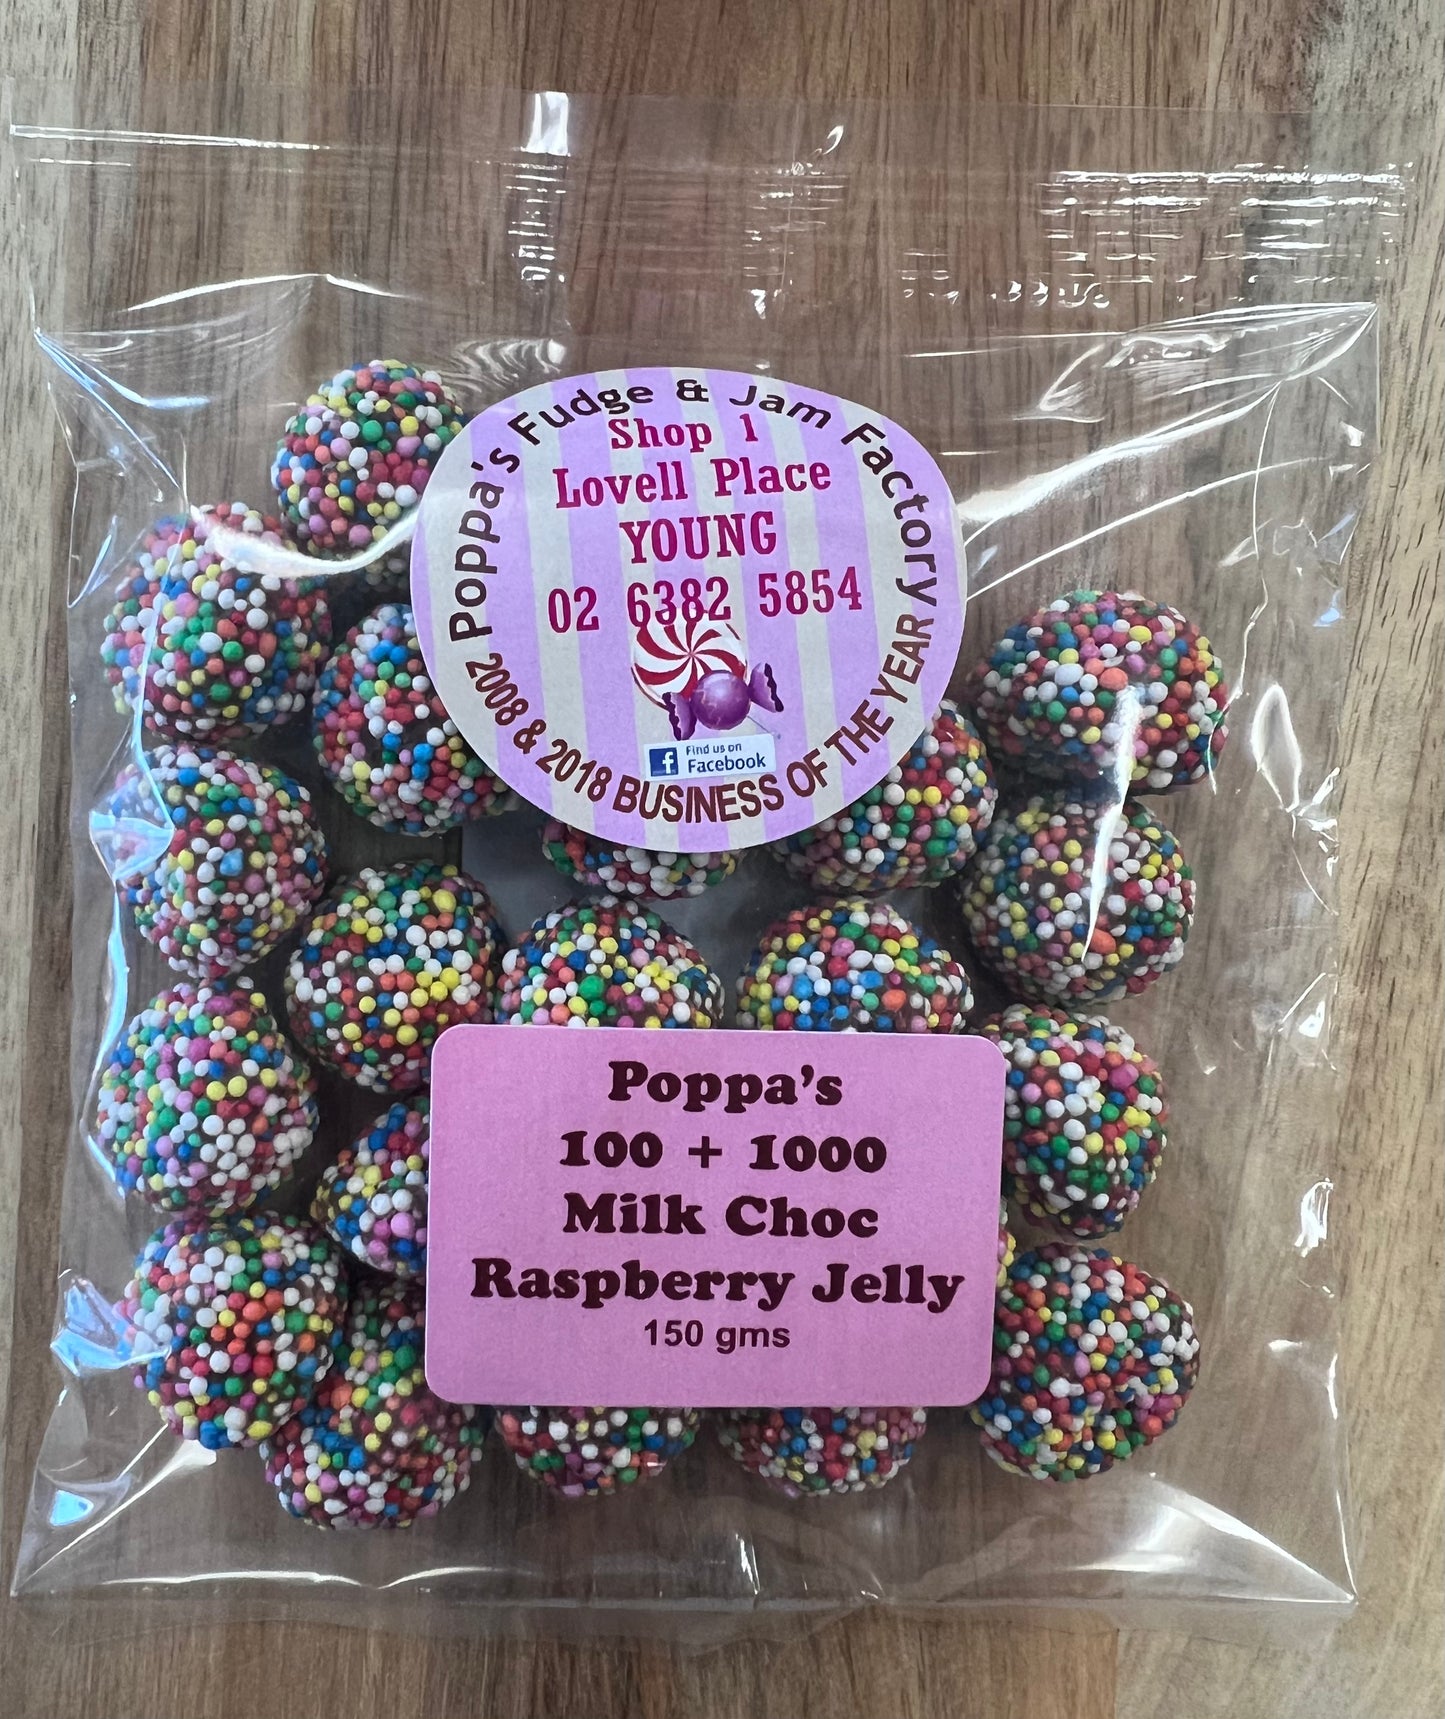 Poppa's Fudge & Jam Factory
Shop 1
Lovell Place
YOUNG
02 6382 5854
f Find us on
Facebook
2008 & 2018 BUSINESS OF THE YEAR
Poppa's
100 + 1000
Milk Choc
Raspberry Jelly
150 gms